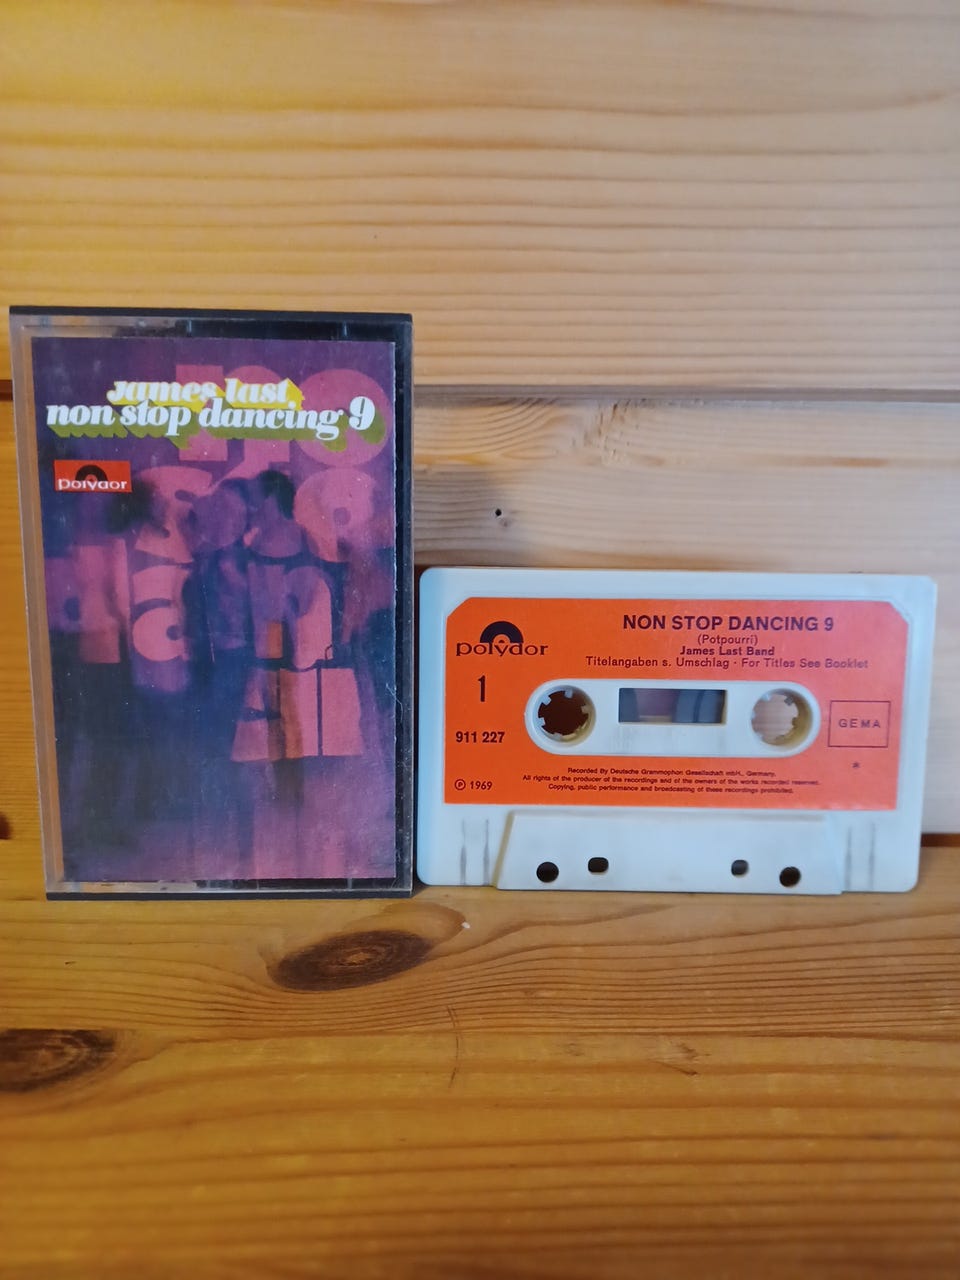 james last
non stop dancing 9
polydor
polydor
NON STOP DANCING 9
(Potpourri)
James Last Band
Titelangaben s. Umschlag · For Titles See Booklet
1
911 227
GEMA
*
℗ 1969
Recorded By Deutsche Grammophon Gesellschaft mbH., Germany.
All rights of the producer of the recordings and of the owners of the works recorded reserved.
Copying, public performance and broadcasting of these recordings prohibited.